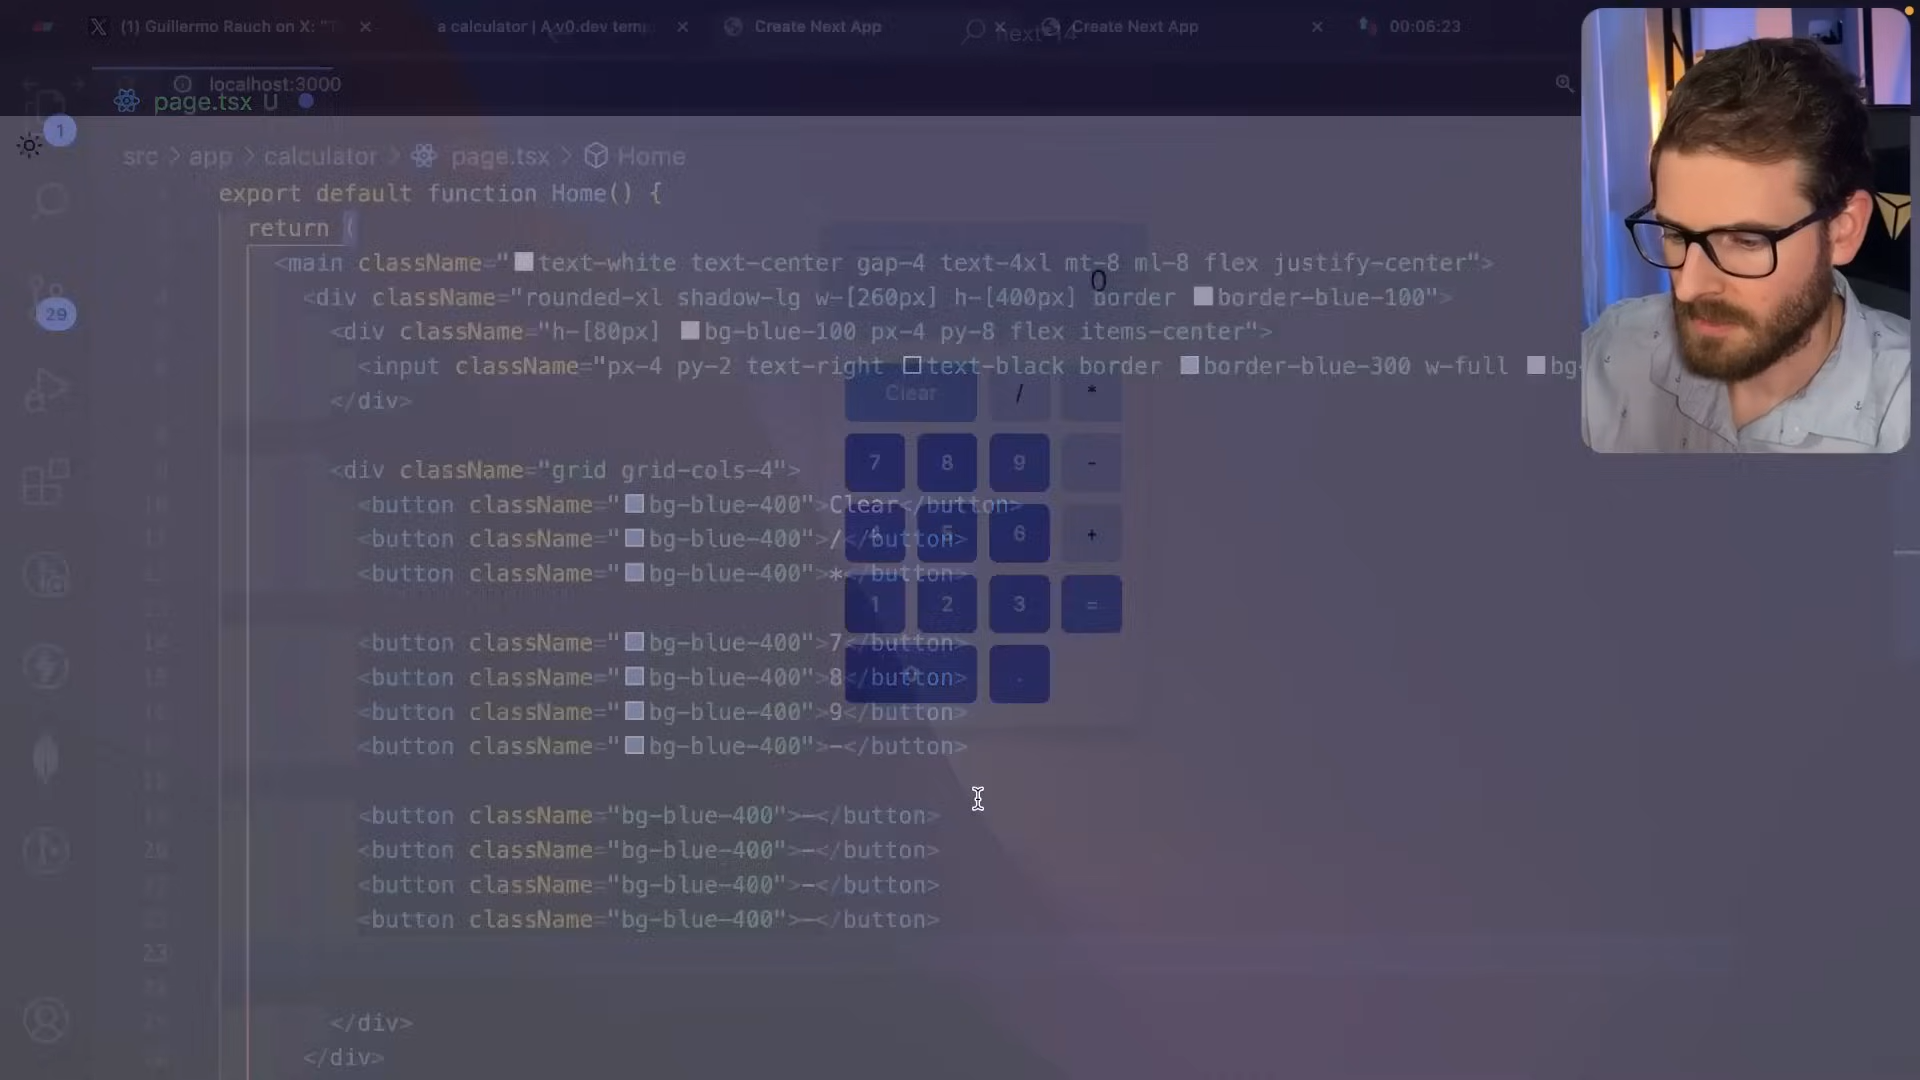 (1) Guillermo Rauch on X: "T
a calculator | A v0.dev temp
Create Next App
next-14
Create Next App
00:06:23
localhost:3000
page.tsx U
1
src > app > calculator > page.tsx > Home
export default function Home() {
return (
<main className="text-white text-center gap-4 text-4xl mt-8 ml-8 flex justify-center">
0
<div className="rounded-xl shadow-lg w-[260px] h-[400px] border border-blue-100">
29
<div className="h-[80px] bg-blue-100 px-4 py-8 flex items-center">
<input className="px-4 py-2 text-right text-black border border-blue-300 w-full bg-
</div>
Clear / *
7 8 9 -
<div className="grid grid-cols-4">
<button className="bg-blue-400">Clear</button>
4 5 6 +
<button className="bg-blue-400">/</button>
<button className="bg-blue-400">*</button>
1 2 3 =
<button className="bg-blue-400">7</button>
0 .
<button className="bg-blue-400">8</button>
<button className="bg-blue-400">9</button>
<button className="bg-blue-400">-</button>
<button className="bg-blue-400">-</button>
<button className="bg-blue-400">-</button>
<button className="bg-blue-400">-</button>
<button className="bg-blue-400">-</button>
23
</div>
</div>